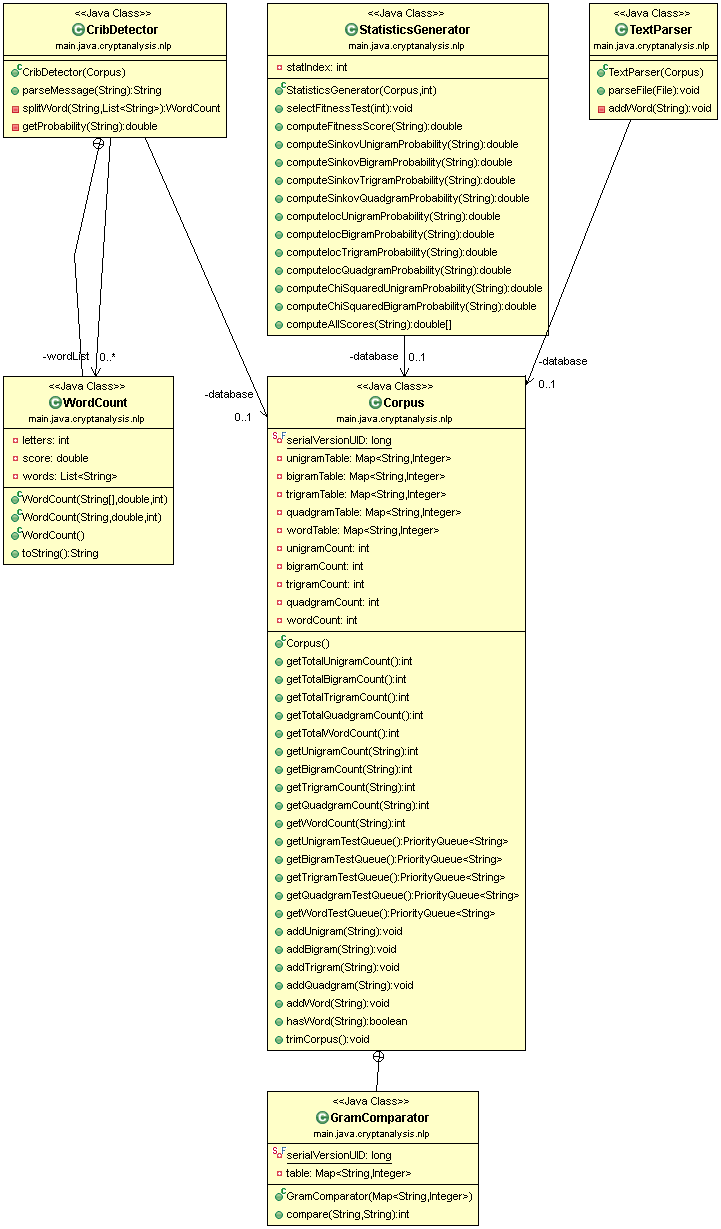 <<Java Class>>
CribDetector
main.java.cryptanalysis.nlp
CribDetector(Corpus)
parseMessage(String):String
splitWord(String,List<String>):WordCount
getProbability(String):double
<<Java Class>>
StatisticsGenerator
main.java.cryptanalysis.nlp
statIndex: int
StatisticsGenerator(Corpus,int)
selectFitnessTest(int):void
computeFitnessScore(String):double
computeSinkovUnigramProbability(String):double
computeSinkovBigramProbability(String):double
computeSinkovTrigramProbability(String):double
computeSinkovQuadgramProbability(String):double
computeIocUnigramProbability(String):double
computeIocBigramProbability(String):double
computeIocTrigramProbability(String):double
computeIocQuadgramProbability(String):double
computeChiSquaredUnigramProbability(String):double
computeChiSquaredBigramProbability(String):double
computeAllScores(String):double[]
<<Java Class>>
TextParser
main.java.cryptanalysis.nlp
TextParser(Corpus)
parseFile(File):void
addWord(String):void
-wordList 0..*
-database 0..1
-database
0..1
-database
0..1
<<Java Class>>
WordCount
main.java.cryptanalysis.nlp
letters: int
score: double
words: List<String>
WordCount(String[],double,int)
WordCount(String,double,int)
WordCount()
toString():String
<<Java Class>>
Corpus
main.java.cryptanalysis.nlp
serialVersionUID: long
unigramTable: Map<String,Integer>
bigramTable: Map<String,Integer>
trigramTable: Map<String,Integer>
quadgramTable: Map<String,Integer>
wordTable: Map<String,Integer>
unigramCount: int
bigramCount: int
trigramCount: int
quadgramCount: int
wordCount: int
Corpus()
getTotalUnigramCount():int
getTotalBigramCount():int
getTotalTrigramCount():int
getTotalQuadgramCount():int
getTotalWordCount():int
getUnigramCount(String):int
getBigramCount(String):int
getTrigramCount(String):int
getQuadgramCount(String):int
getWordCount(String):int
getUnigramTestQueue():PriorityQueue<String>
getBigramTestQueue():PriorityQueue<String>
getTrigramTestQueue():PriorityQueue<String>
getQuadgramTestQueue():PriorityQueue<String>
getWordTestQueue():PriorityQueue<String>
addUnigram(String):void
addBigram(String):void
addTrigram(String):void
addQuadgram(String):void
addWord(String):void
hasWord(String):boolean
trimCorpus():void
<<Java Class>>
GramComparator
main.java.cryptanalysis.nlp
serialVersionUID: long
table: Map<String,Integer>
GramComparator(Map<String,Integer>)
compare(String,String):int